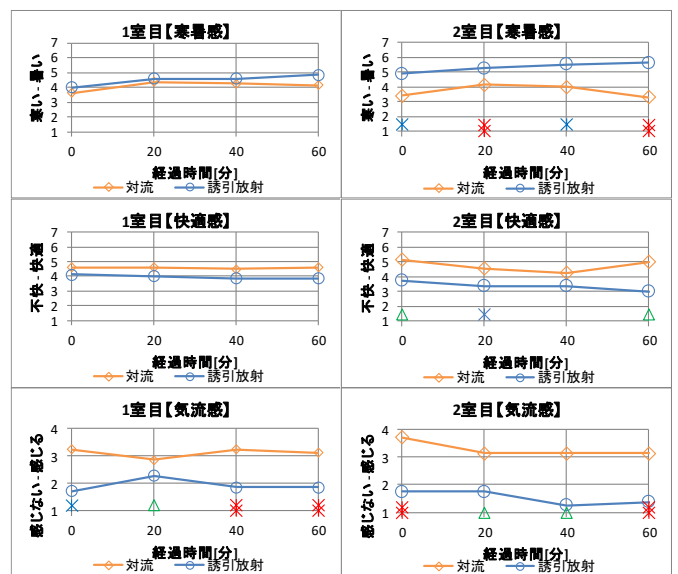 1室目【寒暑感】
7
6
5
4
3
2
1
寒い - 暑い
0 20 40 60
経過時間[分]
対流 誘引放射
2室目【寒暑感】
7
6
5
4
3
2
1
寒い - 暑い
0 20 40 60
経過時間[分]
対流 誘引放射
1室目【快適感】
7
6
5
4
3
2
1
不快 - 快適
0 20 40 60
経過時間[分]
対流 誘引放射
2室目【快適感】
7
6
5
4
3
2
1
不快 - 快適
0 20 40 60
経過時間[分]
対流 誘引放射
1室目【気流感】
4
3
2
1
感じない - 感じる
0 20 40 60
経過時間[分]
対流 誘引放射
2室目【気流感】
4
3
2
1
感じない - 感じる
0 20 40 60
経過時間[分]
対流 誘引放射